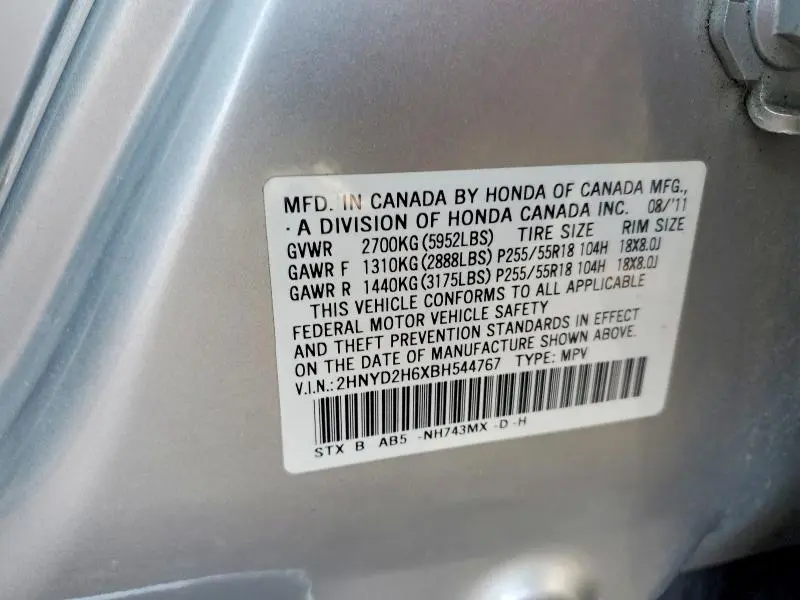 MFD. IN CANADA BY HONDA OF CANADA MFG.,
A DIVISION OF HONDA CANADA INC. 08/'11
GVWR 2700KG(5952LBS) TIRE SIZE RIM SIZE
GAWR F 1310KG(2888LBS) P255/55R18 104H 18X8.0J
GAWR R 1440KG(3175LBS) P255/55R18 104H 18X8.0J
THIS VEHICLE CONFORMS TO ALL APPLICABLE
FEDERAL MOTOR VEHICLE SAFETY
AND THEFT PREVENTION STANDARDS IN EFFECT
ON THE DATE OF MANUFACTURE SHOWN ABOVE.
V.I.N.: 2HNYD2H6XBH544767 TYPE: MPV
STX B AB5 -NH743MX -D -H